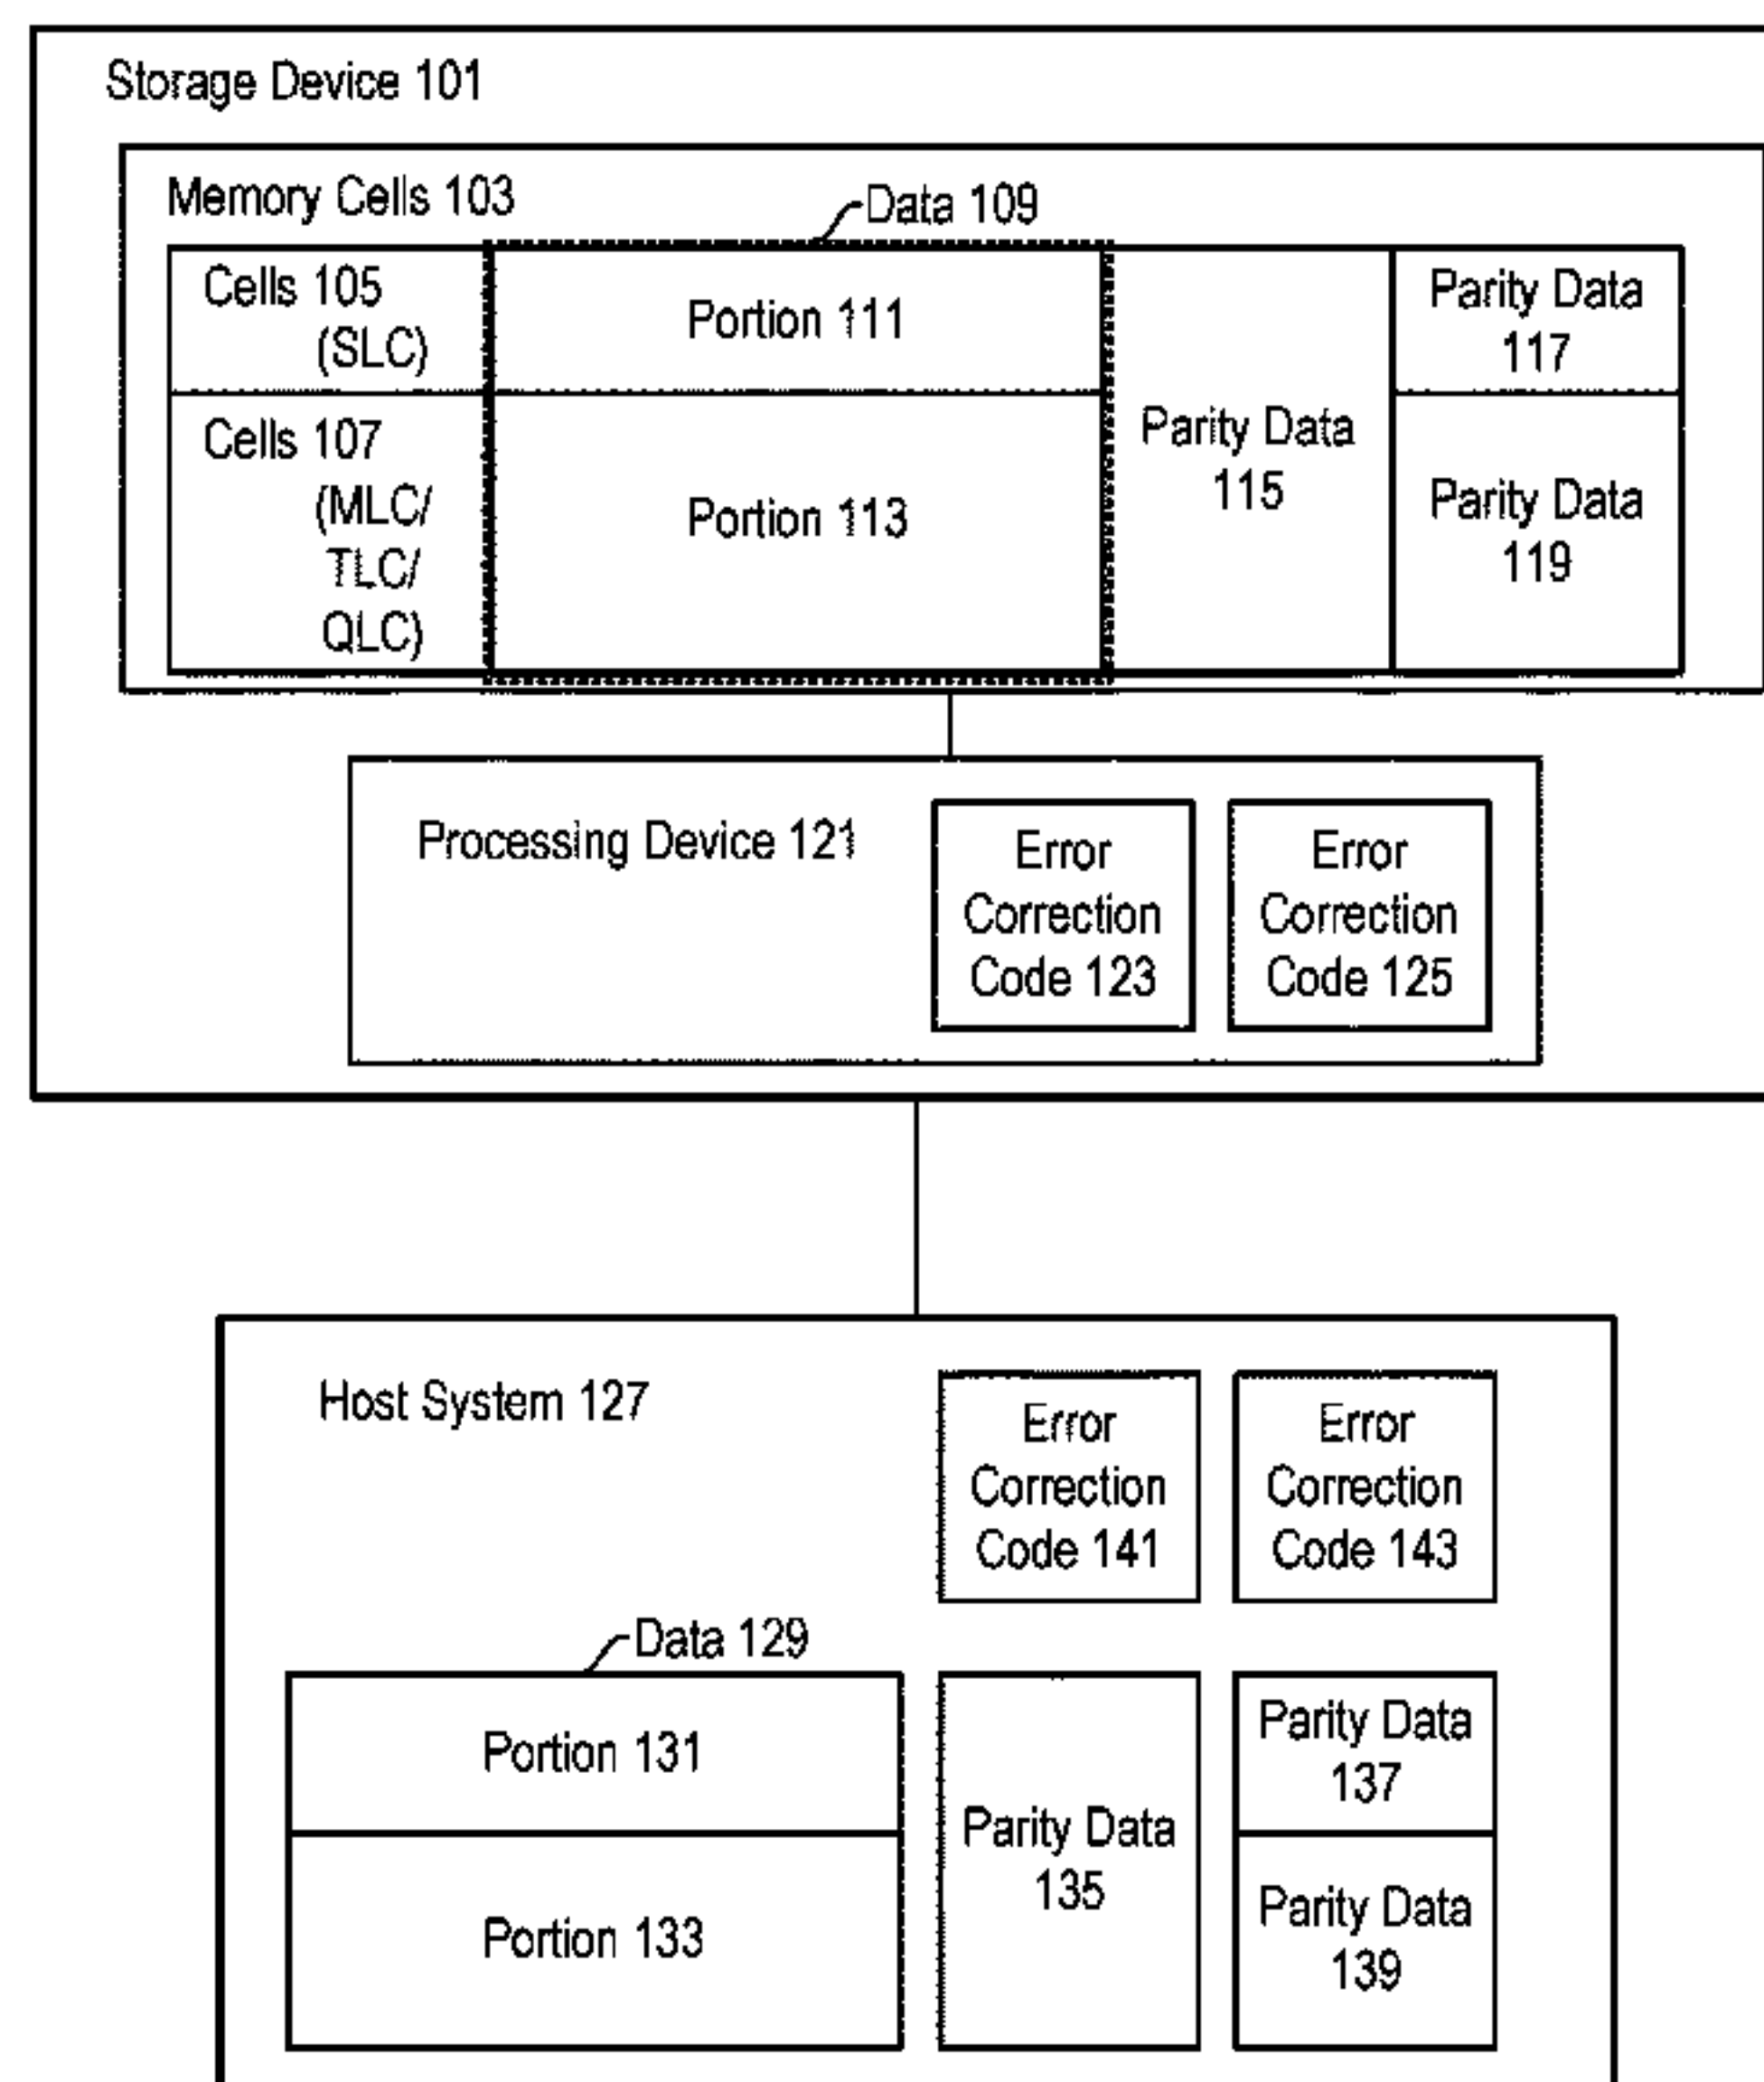 Storage Device 101
Memory Cells 103
Data 109
Cells 105
(SLC)
Portion 111
Parity Data
117
Cells 107
(MLC/
TLC/
QLC)
Portion 113
Parity Data
115
Parity Data
119
Processing Device 121
Error
Correction
Code 123
Error
Correction
Code 125
Host System 127
Error
Correction
Code 141
Error
Correction
Code 143
Data 129
Portion 131
Portion 133
Parity Data
135
Parity Data
137
Parity Data
139